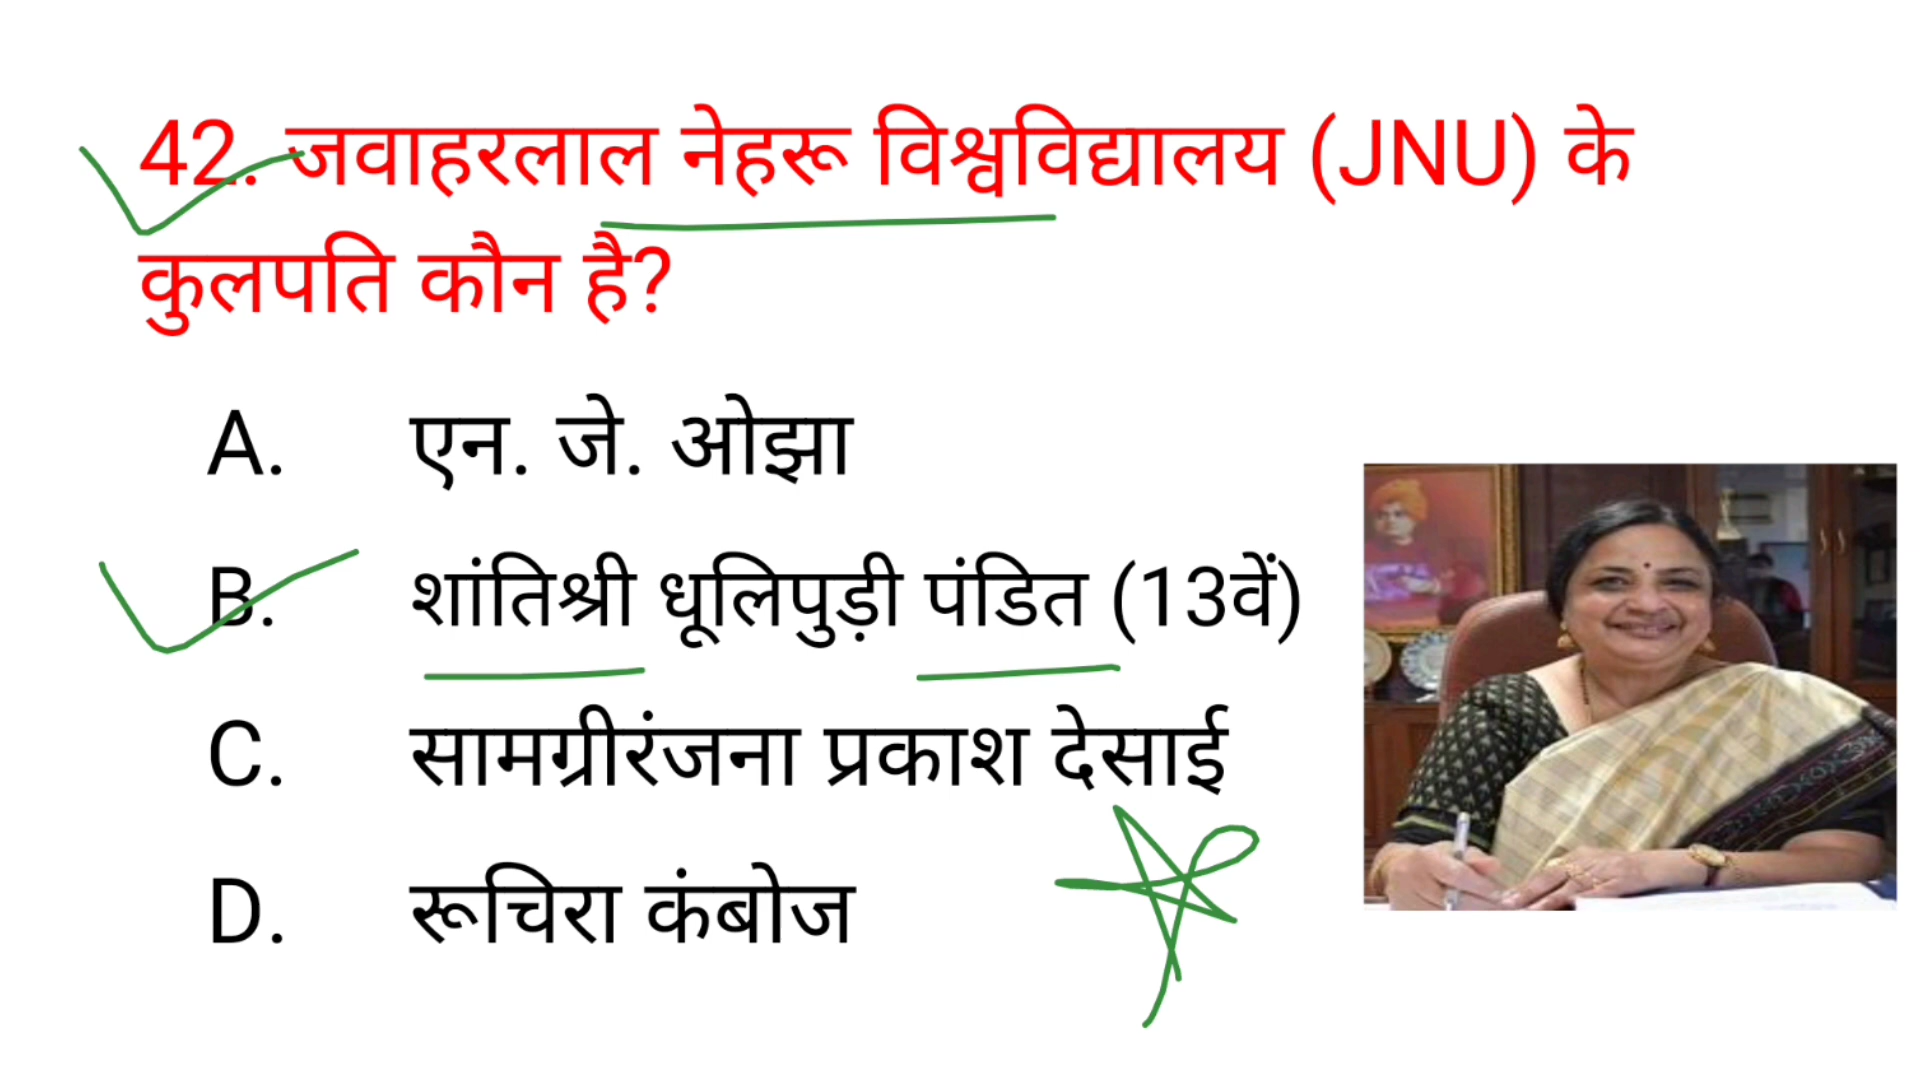 42. जवाहरलाल नेहरू विश्वविद्यालय (JNU) के
कुलपति कौन है?
A. एन. जे. ओझा
B. शांतिश्री धूलिपुड़ी पंडित (13वें)
C. सामग्रीरंजना प्रकाश देसाई
D. रूचिरा कंबोज